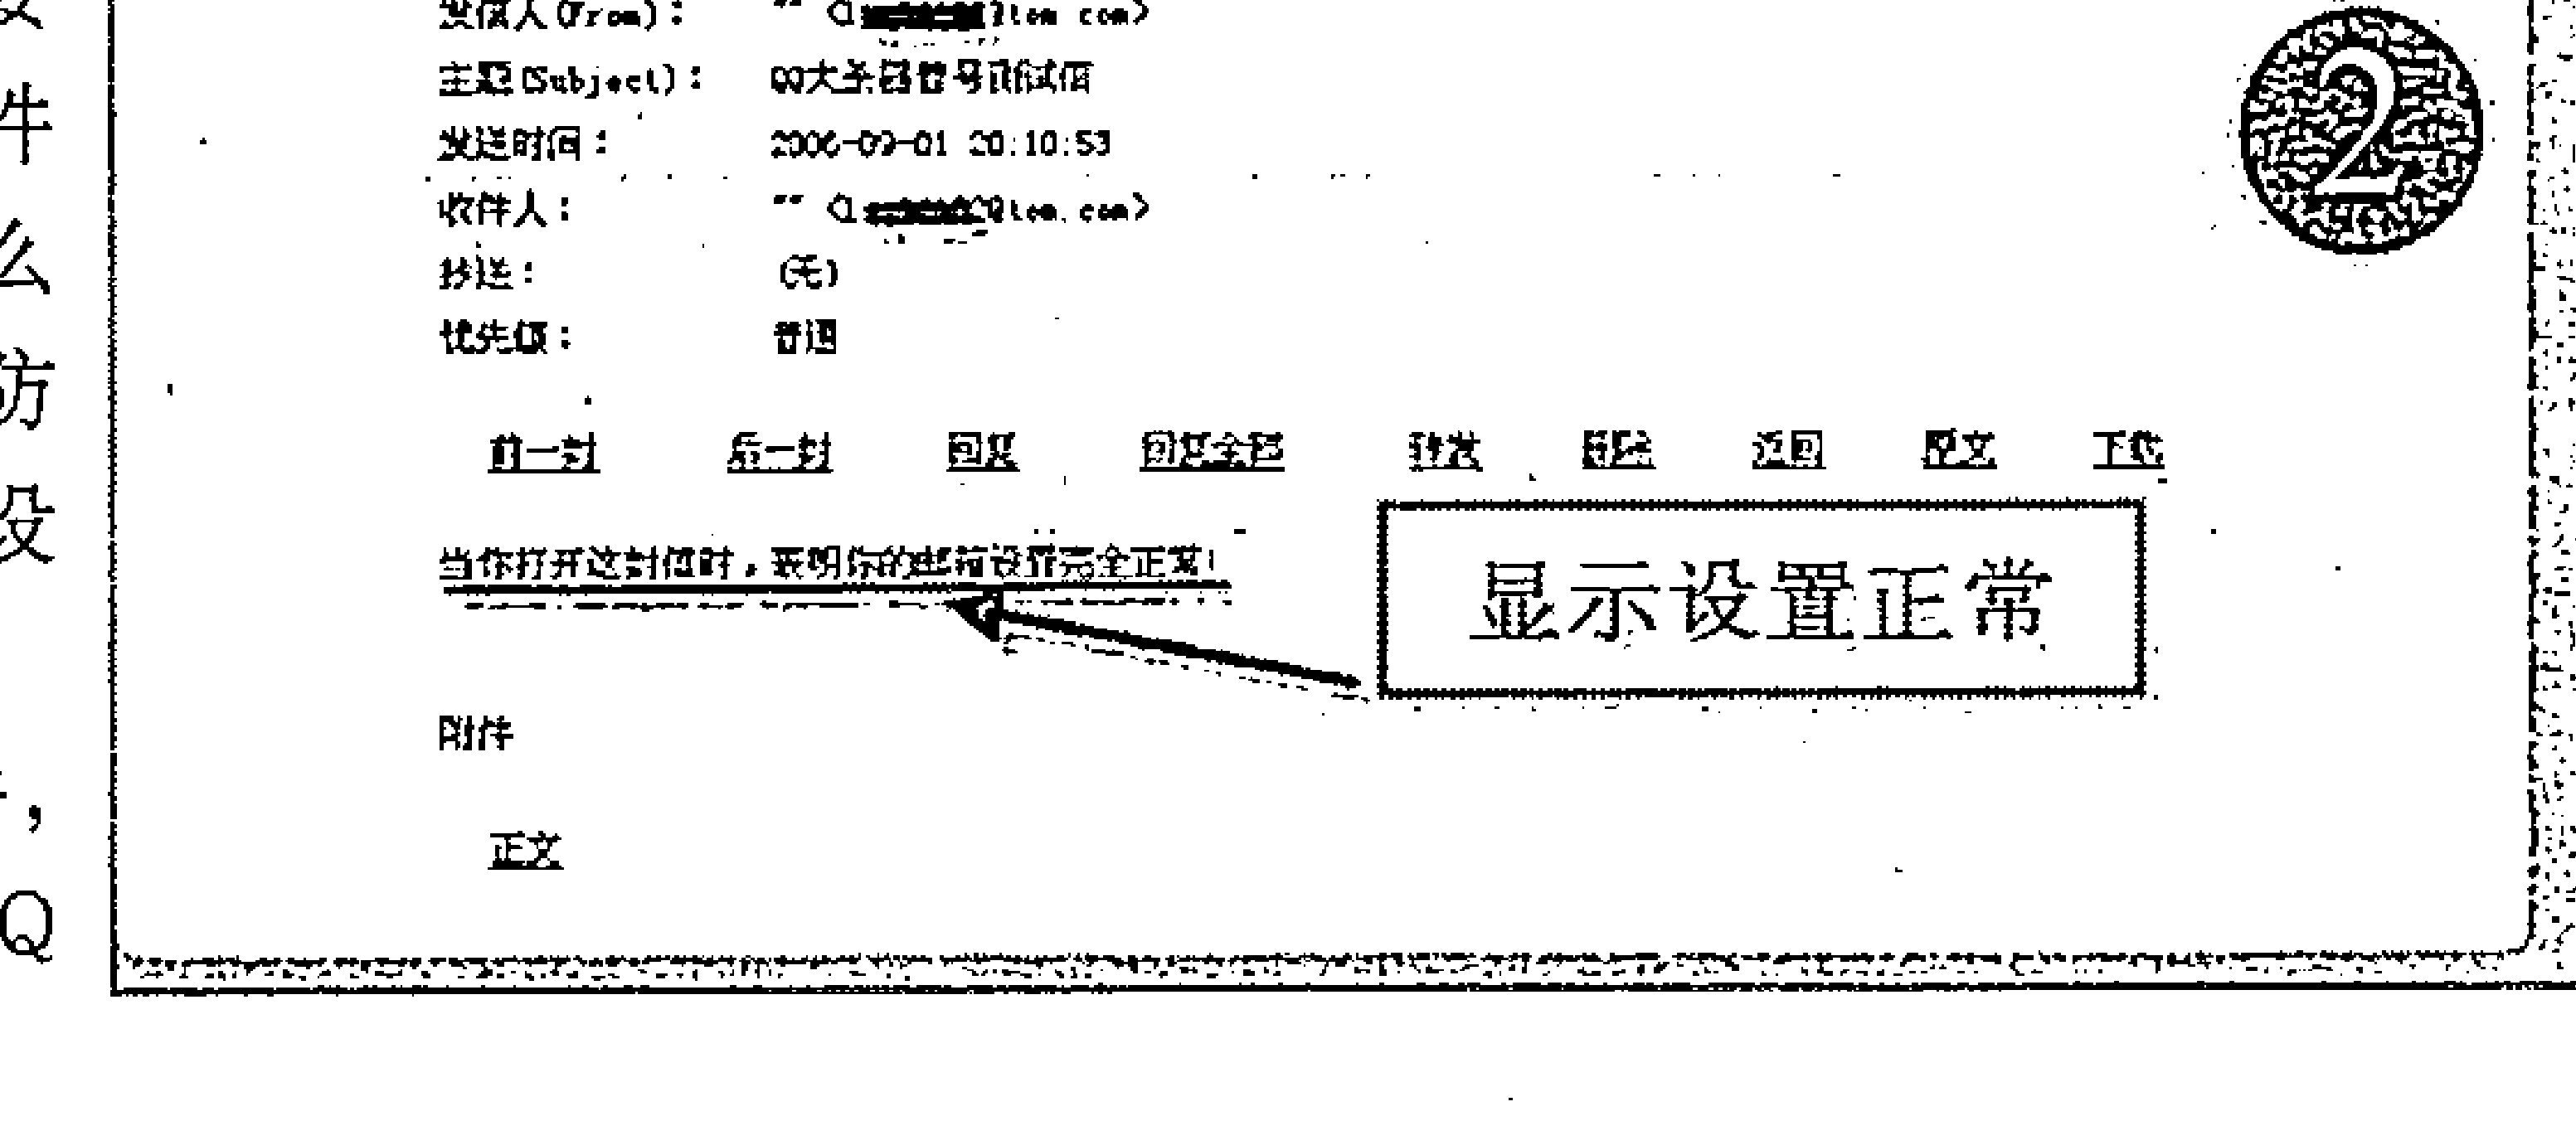 发信人(From):
主题(Subject): QQ大杀器替号测试信
发送时间: 2006-09-01 20:10:53
收件人: @tom.com>
抄送: (无)
优先级: 普通
前一封 后一封 回复 回复全部 转发 删除 返回 原文 下载
当你打开这封信时,表明你的邮箱设置完全正常!
显示设置正常
附件
正文
2
件
么
防
设
,
Q